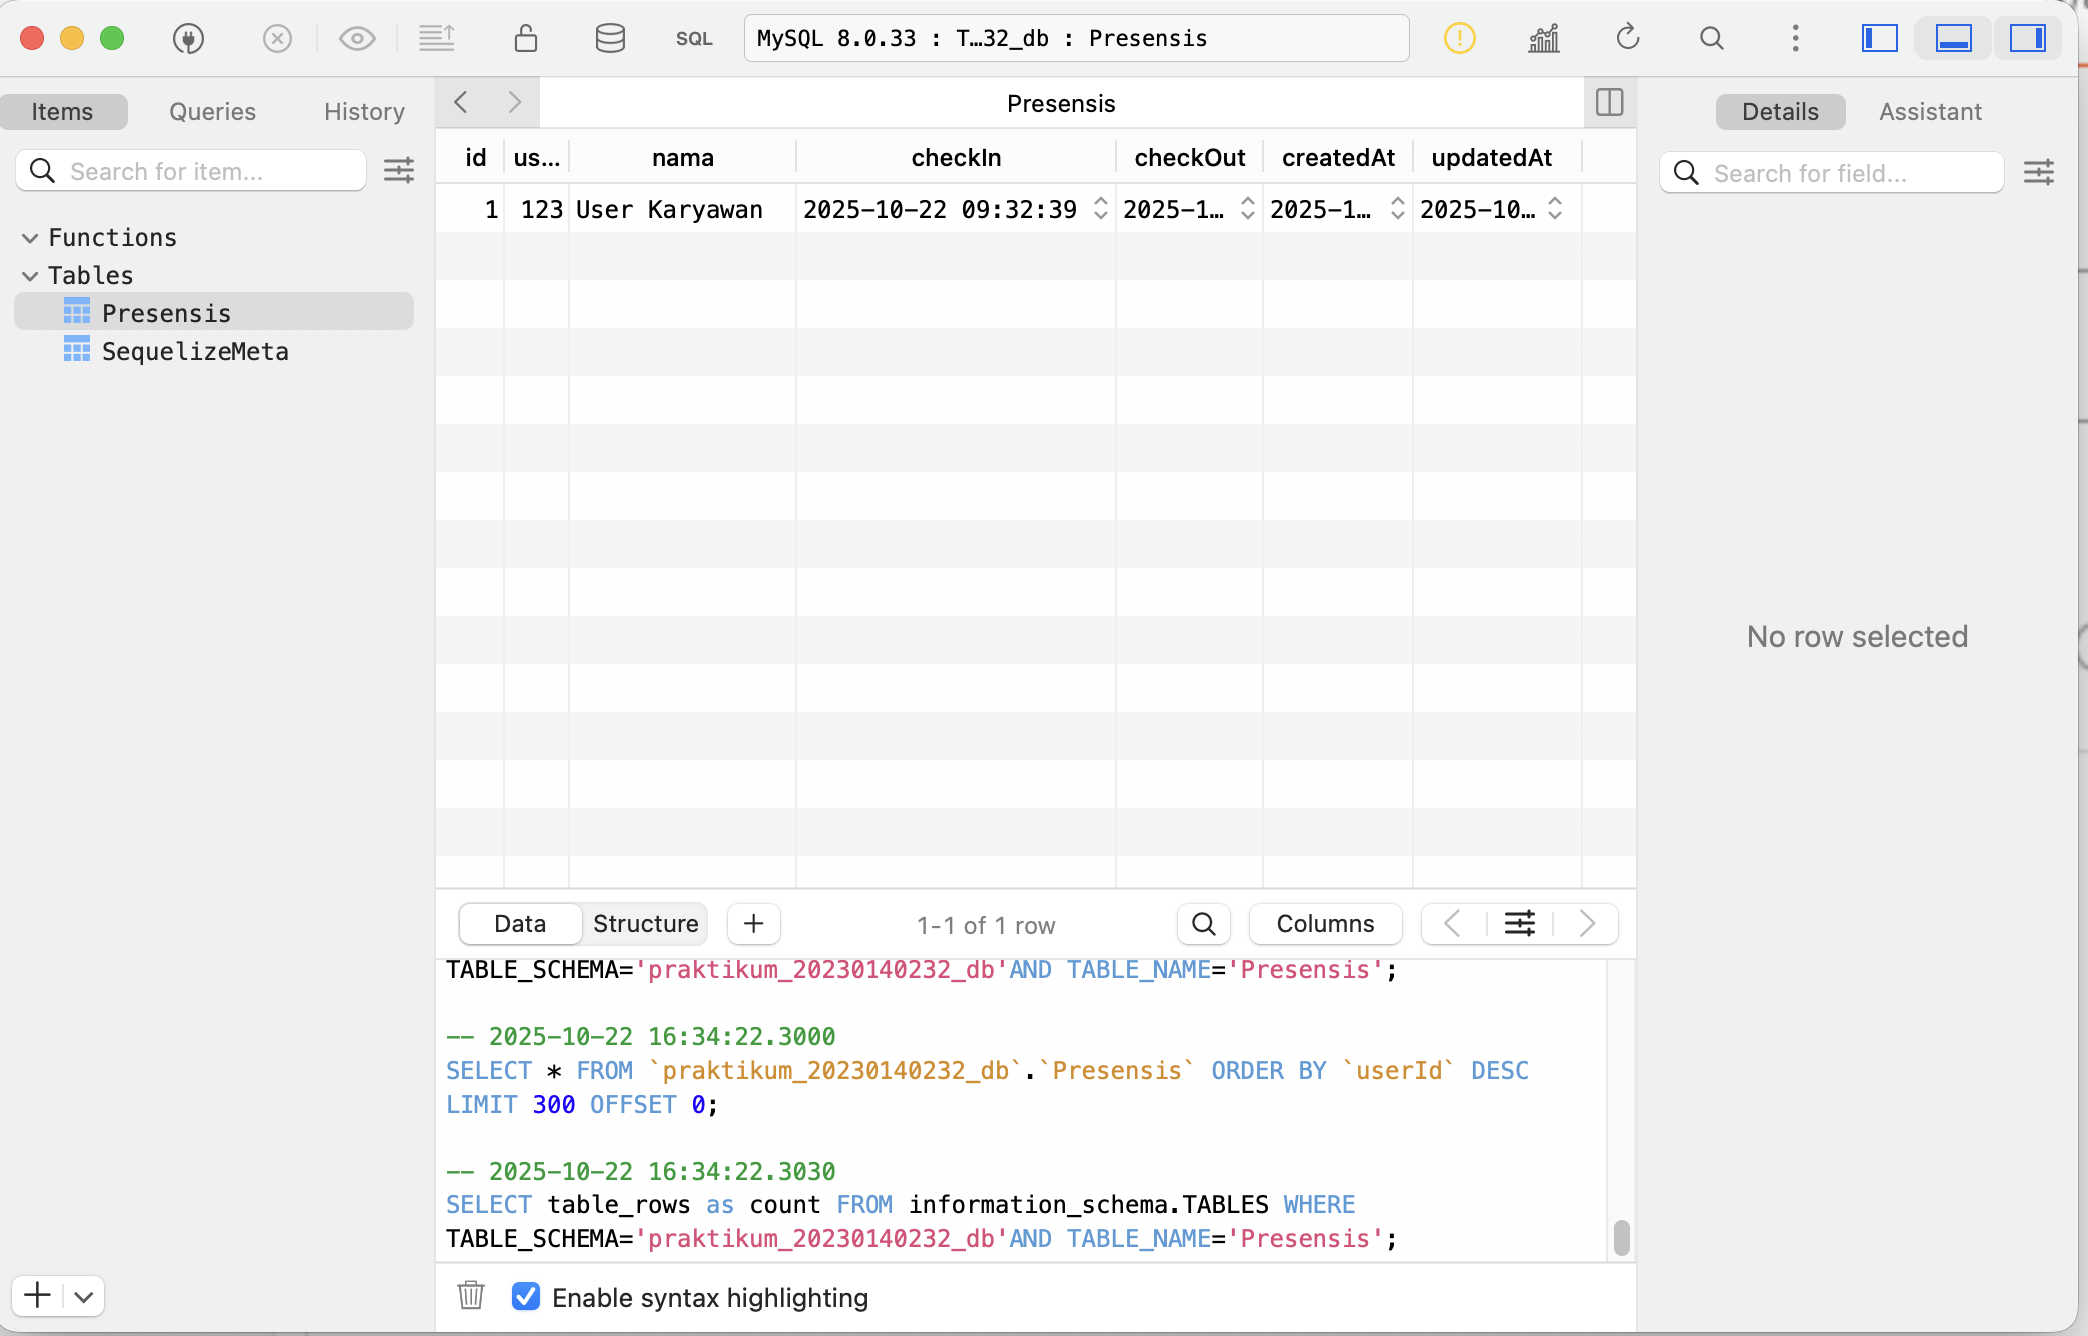 SQL
MySQL 8.0.33 : T…32_db : Presensis
Items
Queries
History
Search for item...
Functions
Tables
Presensis
SequelizeMeta
Presensis
id us... nama checkIn checkOut createdAt updatedAt
1 123 User Karyawan 2025-10-22 09:32:39 2025-1… 2025-1… 2025-10…
Data
Structure
1-1 of 1 row
Columns
TABLE_SCHEMA='praktikum_20230140232_db'AND TABLE_NAME='Presensis';
-- 2025-10-22 16:34:22.3000
SELECT * FROM `praktikum_20230140232_db`.`Presensis` ORDER BY `userId` DESC
LIMIT 300 OFFSET 0;
-- 2025-10-22 16:34:22.3030
SELECT table_rows as count FROM information_schema.TABLES WHERE
TABLE_SCHEMA='praktikum_20230140232_db'AND TABLE_NAME='Presensis';
Enable syntax highlighting
Details
Assistant
Search for field...
No row selected